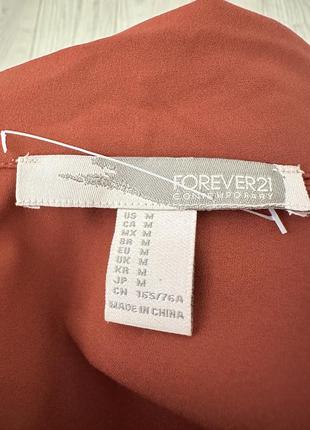 FOREVER21
CONTEMPORARY
US M
CA M
MX M
BR M
EU M
UK M
KR M
JP M
CN 165/76A
MADE IN CHINA